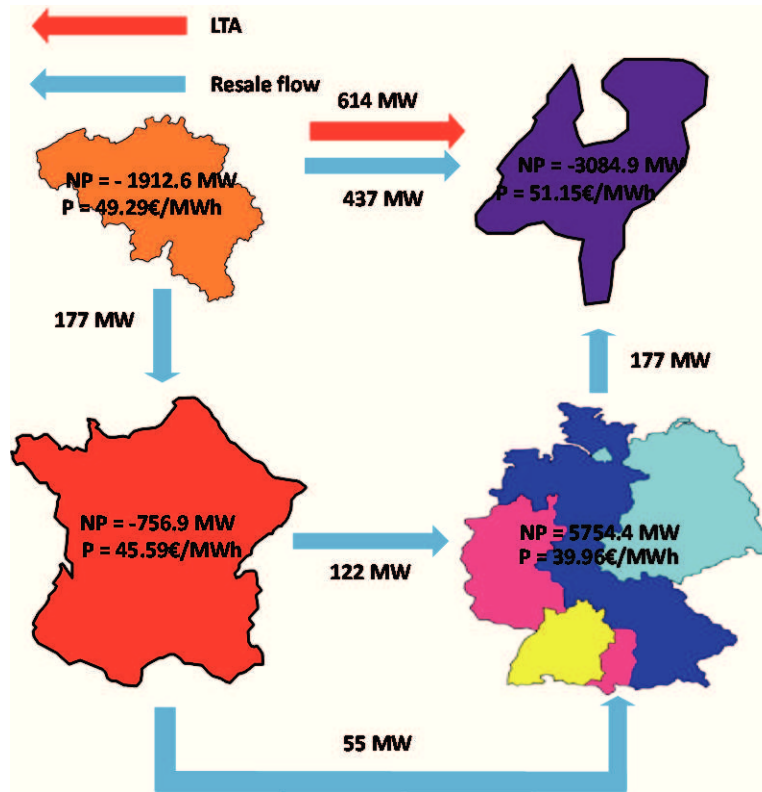 LTA
Resale flow
614 MW
NP = - 1912.6 MW
P = 49.29€/MWh
437 MW
NP = -3084.9 MW
P = 51.15€/MWh
177 MW
177 MW
NP = -756.9 MW
P = 45.59€/MWh
122 MW
NP = 5754.4 MW
P = 39.96€/MWh
55 MW